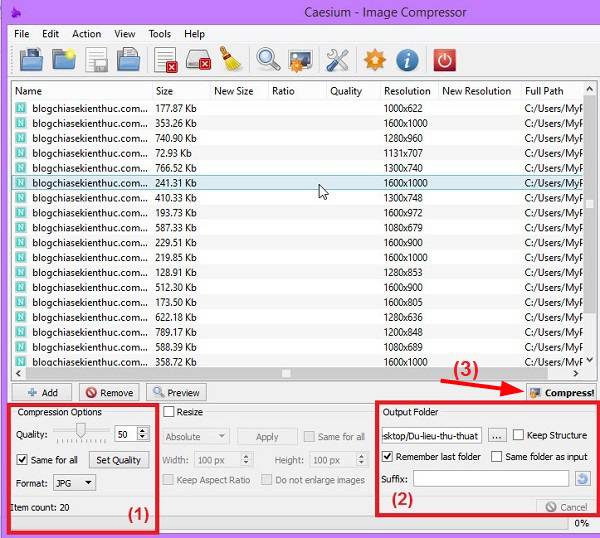 Caesium - Image Compressor
File Edit Action View Tools Help
Name Size New Size Ratio Quality Resolution New Resolution Full Path
blogchiasekienthuc.com... 177.87 Kb 1000x622 C:/Users/MyP
blogchiasekienthuc.com... 353.26 Kb 1600x1000 C:/Users/MyP
blogchiasekienthuc.com... 740.90 Kb 1280x960 C:/Users/MyP
blogchiasekienthuc.com... 72.93 Kb 1131x707 C:/Users/MyP
blogchiasekienthuc.com... 766.52 Kb 1300x740 C:/Users/MyP
blogchiasekienthuc.com... 241.31 Kb 1600x1000 C:/Users/MyP
blogchiasekienthuc.com... 410.33 Kb 1300x748 C:/Users/MyP
blogchiasekienthuc.com... 193.73 Kb 1600x972 C:/Users/MyP
blogchiasekienthuc.com... 587.33 Kb 1080x679 C:/Users/MyP
blogchiasekienthuc.com... 229.51 Kb 1600x900 C:/Users/MyP
blogchiasekienthuc.com... 219.85 Kb 1600x1000 C:/Users/MyP
blogchiasekienthuc.com... 128.91 Kb 1280x853 C:/Users/MyP
blogchiasekienthuc.com... 512.30 Kb 1600x900 C:/Users/MyP
blogchiasekienthuc.com... 173.50 Kb 1600x805 C:/Users/MyP
blogchiasekienthuc.com... 622.18 Kb 1280x636 C:/Users/MyP
blogchiasekienthuc.com... 789.17 Kb 1200x848 C:/Users/MyP
blogchiasekienthuc.com... 588.39 Kb 1080x689 C:/Users/MyP
blogchiasekienthuc.com... 358.72 Kb 1600x1000 C:/Users/MyP
(3)
Add Remove Preview Compress!
Compression Options Resize Output Folder
Quality: 50 Absolute Apply Same for all esktop/Du-lieu-thu-thuat ... Keep Structure
Same for all Set Quality Width: 100 px Height: 100 px Remember last folder Same folder as input
Format: JPG Keep Aspect Ratio Do not enlarge images Suffix:
Item count: 20 (1) (2) Cancel
0%